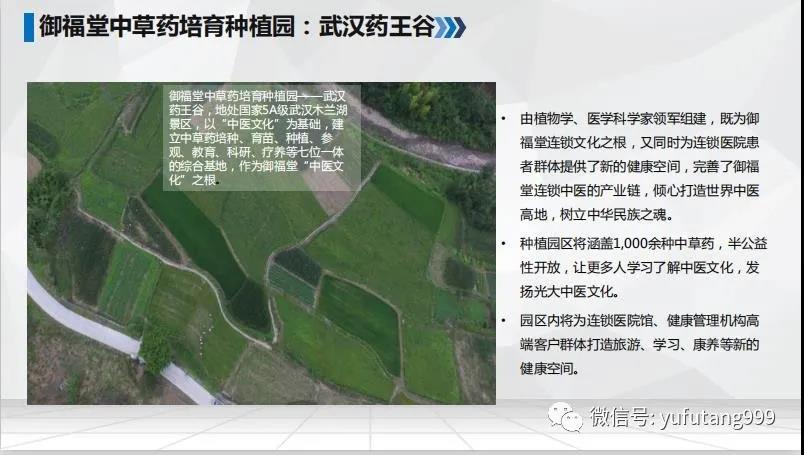 御福堂中草药培育种植园：武汉药王谷
御福堂中草药培育种植园——武汉
药王谷，地处国家5A级武汉木兰湖
景区，以“中医文化”为基础，建
立中草药培种、育苗、种植、参
观、教育、科研、疗养等七位一体
的综合基地，作为御福堂“中医文
化”之根。
• 由植物学、医学科学家领军组建，既为御
福堂连锁文化之根，又同时为连锁医院患
者群体提供了新的健康空间，完善了御福
堂连锁中医的产业链，倾心打造世界中医
高地，树立中华民族之魂。
• 种植园区将涵盖1,000余种中草药，半公益
性开放，让更多人学习了解中医文化，发
扬光大中医文化。
• 园区内将为连锁医院馆、健康管理机构高
端客户群体打造旅游、学习、康养等新的
健康空间。
微信号: yufutang999